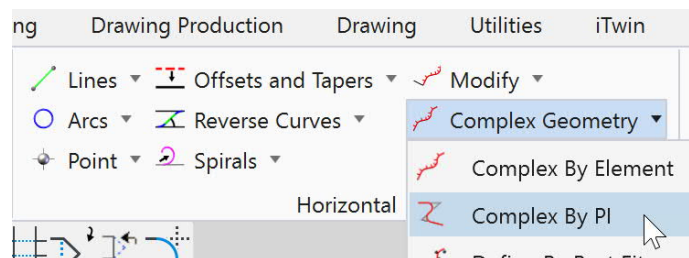 ng Drawing Production Drawing Utilities iTwin
Lines Offsets and Tapers Modify
Arcs Reverse Curves Complex Geometry
Point Spirals
Complex By Element
Horizontal
Complex By PI